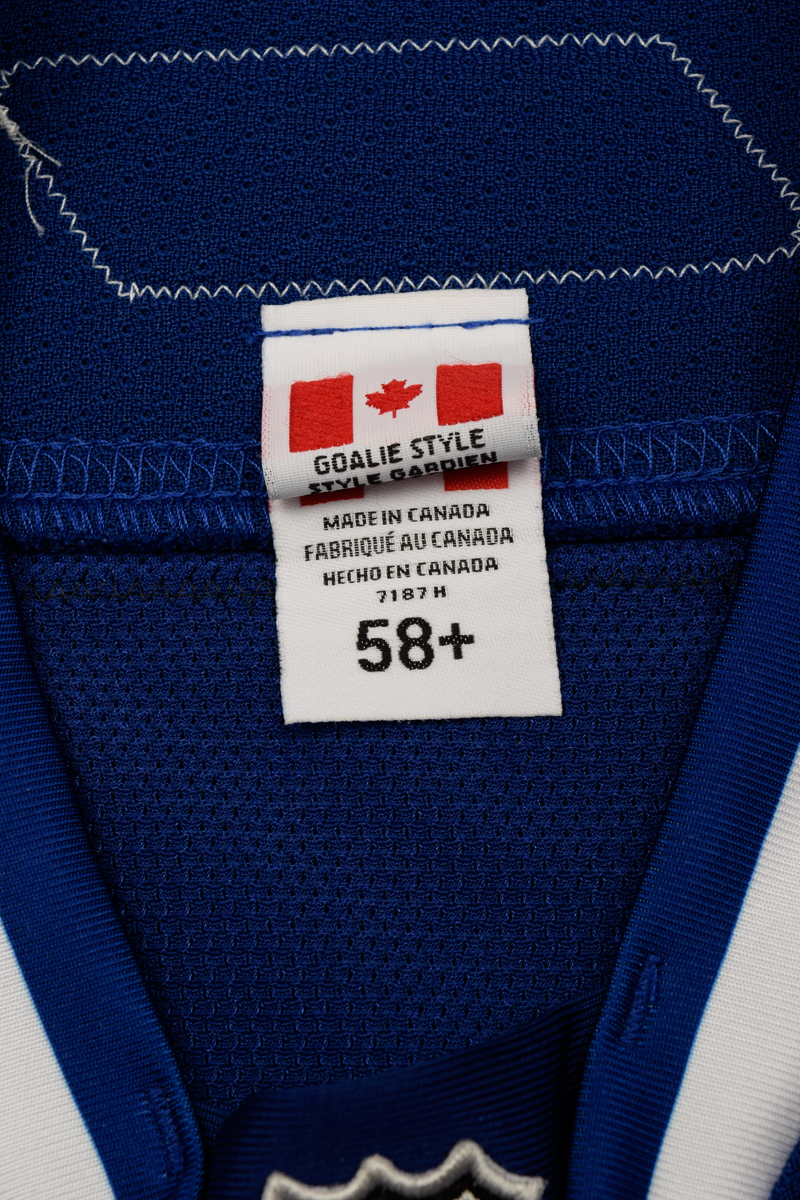 GOALIE STYLE
STYLE GARDIEN
MADE IN CANADA
FABRIQUÉ AU CANADA
HECHO EN CANADA
7187 H
58+